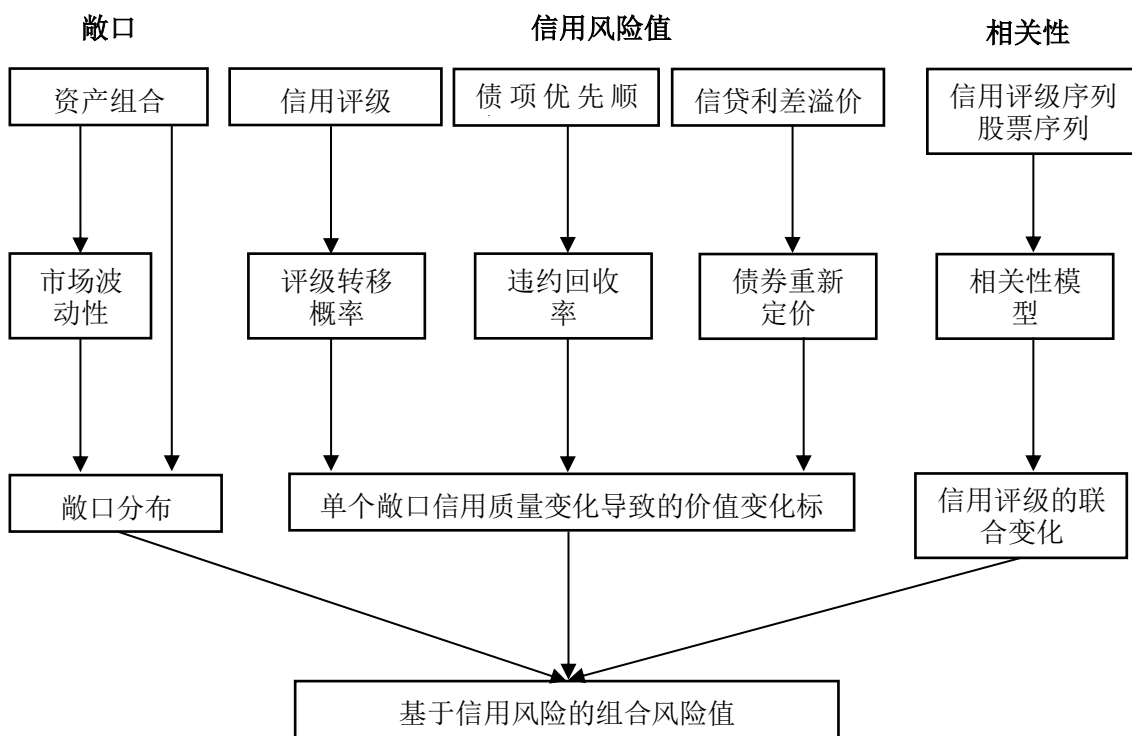 敞口
信用风险值
相关性
资产组合
信用评级
债项优先顺
信贷利差溢价
信用评级序列
股票序列
市场波
动性
评级转移
概率
违约回收
率
债券重新
定价
相关性模
型
敞口分布
单个敞口信用质量变化导致的价值变化标
信用评级的联
合变化
基于信用风险的组合风险值